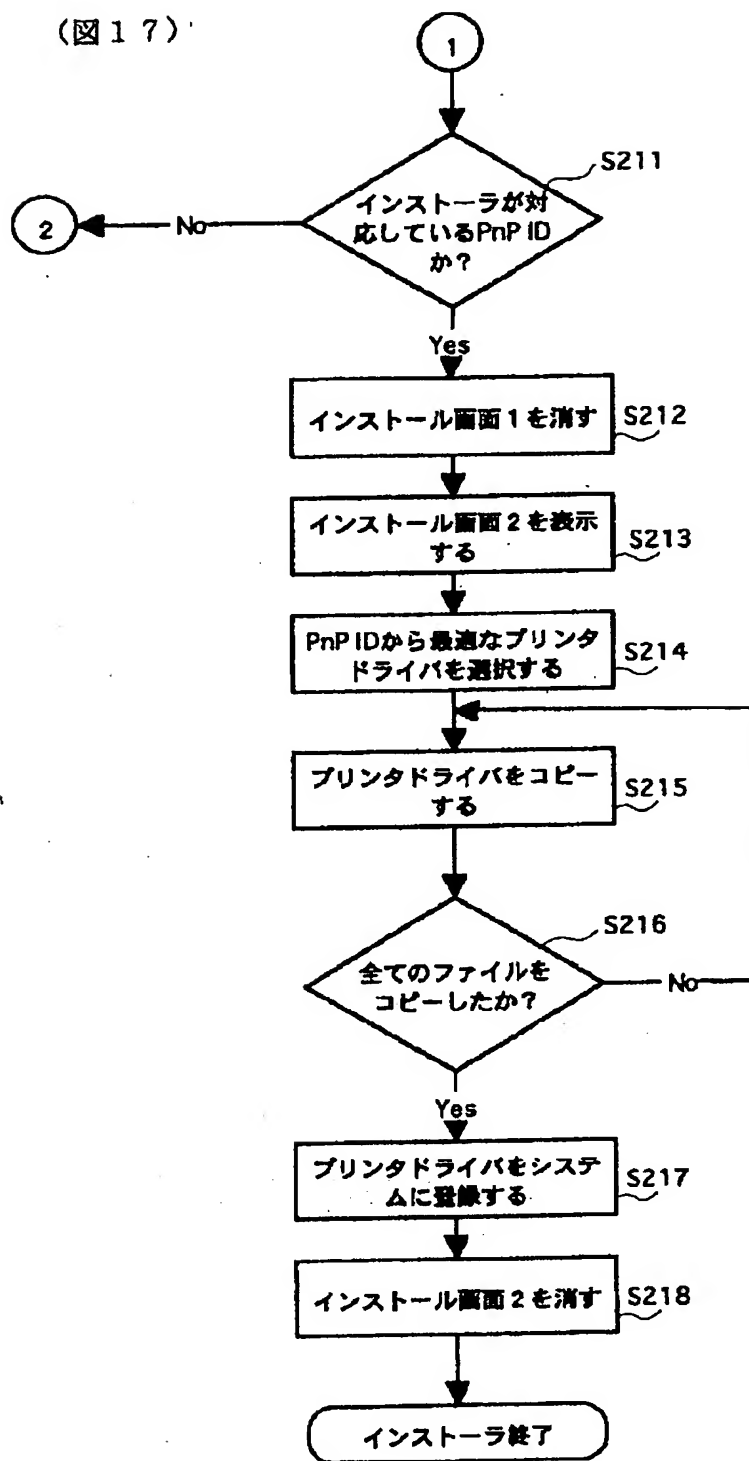 (図17)
1
S211
インストーラが対
応しているPnP ID
か?
No
2
Yes
インストール画面1を消す
S212
インストール画面2を表示
する
S213
PnP IDから最適なプリンタ
ドライバを選択する
S214
プリンタドライバをコピー
する
S215
S216
全てのファイルを
コピーしたか?
No
Yes
プリンタドライバをシステ
ムに登録する
S217
インストール画面2を消す
S218
インストーラ終了